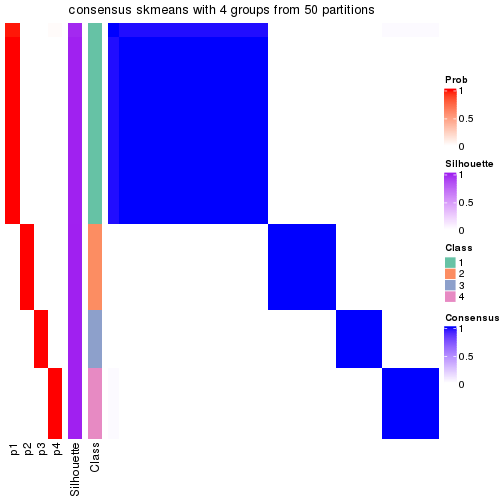 consensus skmeans with 4 groups from 50 partitions
Prob
1
0.5
0
Silhouette
1
0.5
0
Class
1
2
3
4
Consensus
1
0.5
0
p1
p2
p3
p4
Silhouette
Class